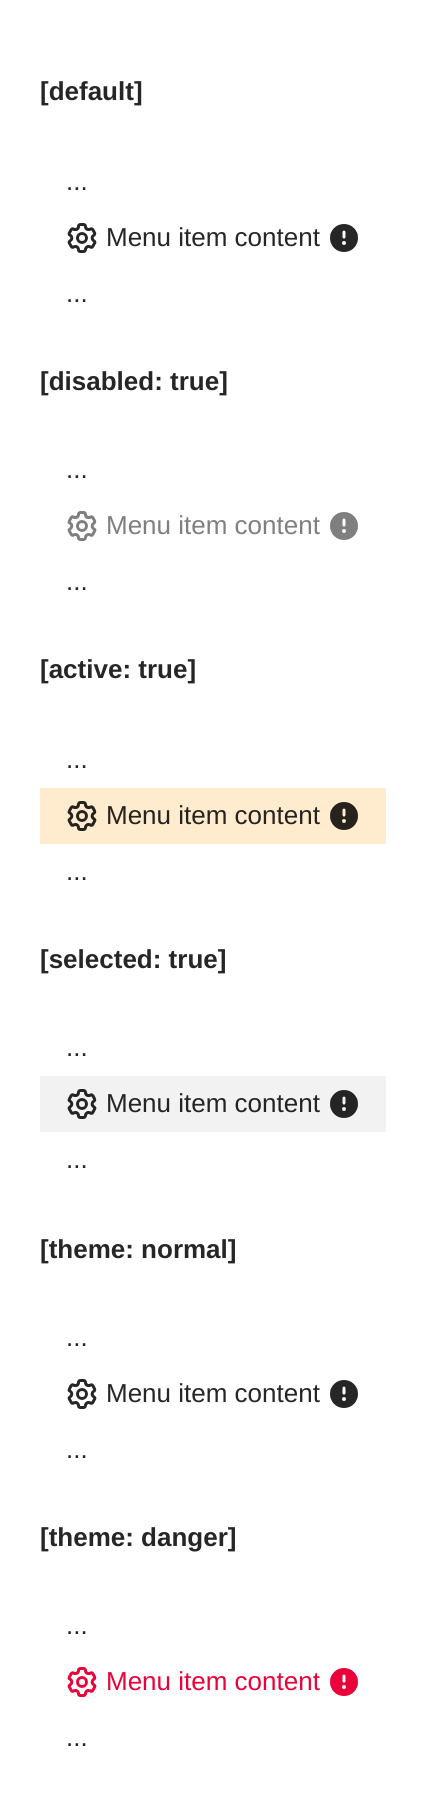 [default]
...
Menu item content
...
[disabled: true]
...
Menu item content
...
[active: true]
...
Menu item content
...
[selected: true]
...
Menu item content
...
[theme: normal]
...
Menu item content
...
[theme: danger]
...
Menu item content
...